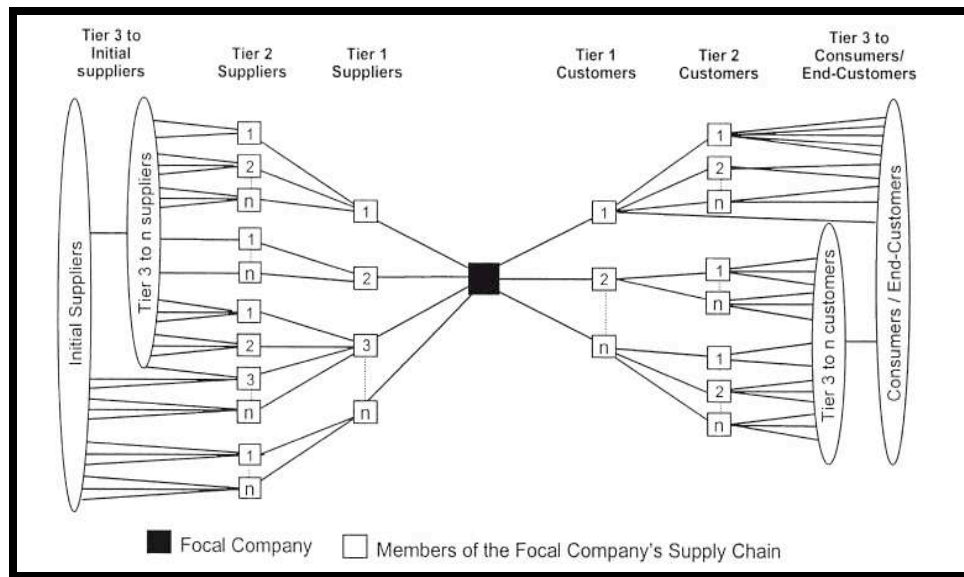 Tier 3 to
Initial
suppliers
Tier 2
Suppliers
Tier 1
Suppliers
Tier 1
Customers
Tier 2
Customers
Tier 3 to
Consumers/
End-Customers
Initial Suppliers
Tier 3 to n suppliers
1
2
n
1
n
1
2
3
n
1
n
1
2
3
n
1
2
n
1
2
n
1
n
1
2
n
Tier 3 to n customers
Consumers / End-Customers
Focal Company
Members of the Focal Company's Supply Chain